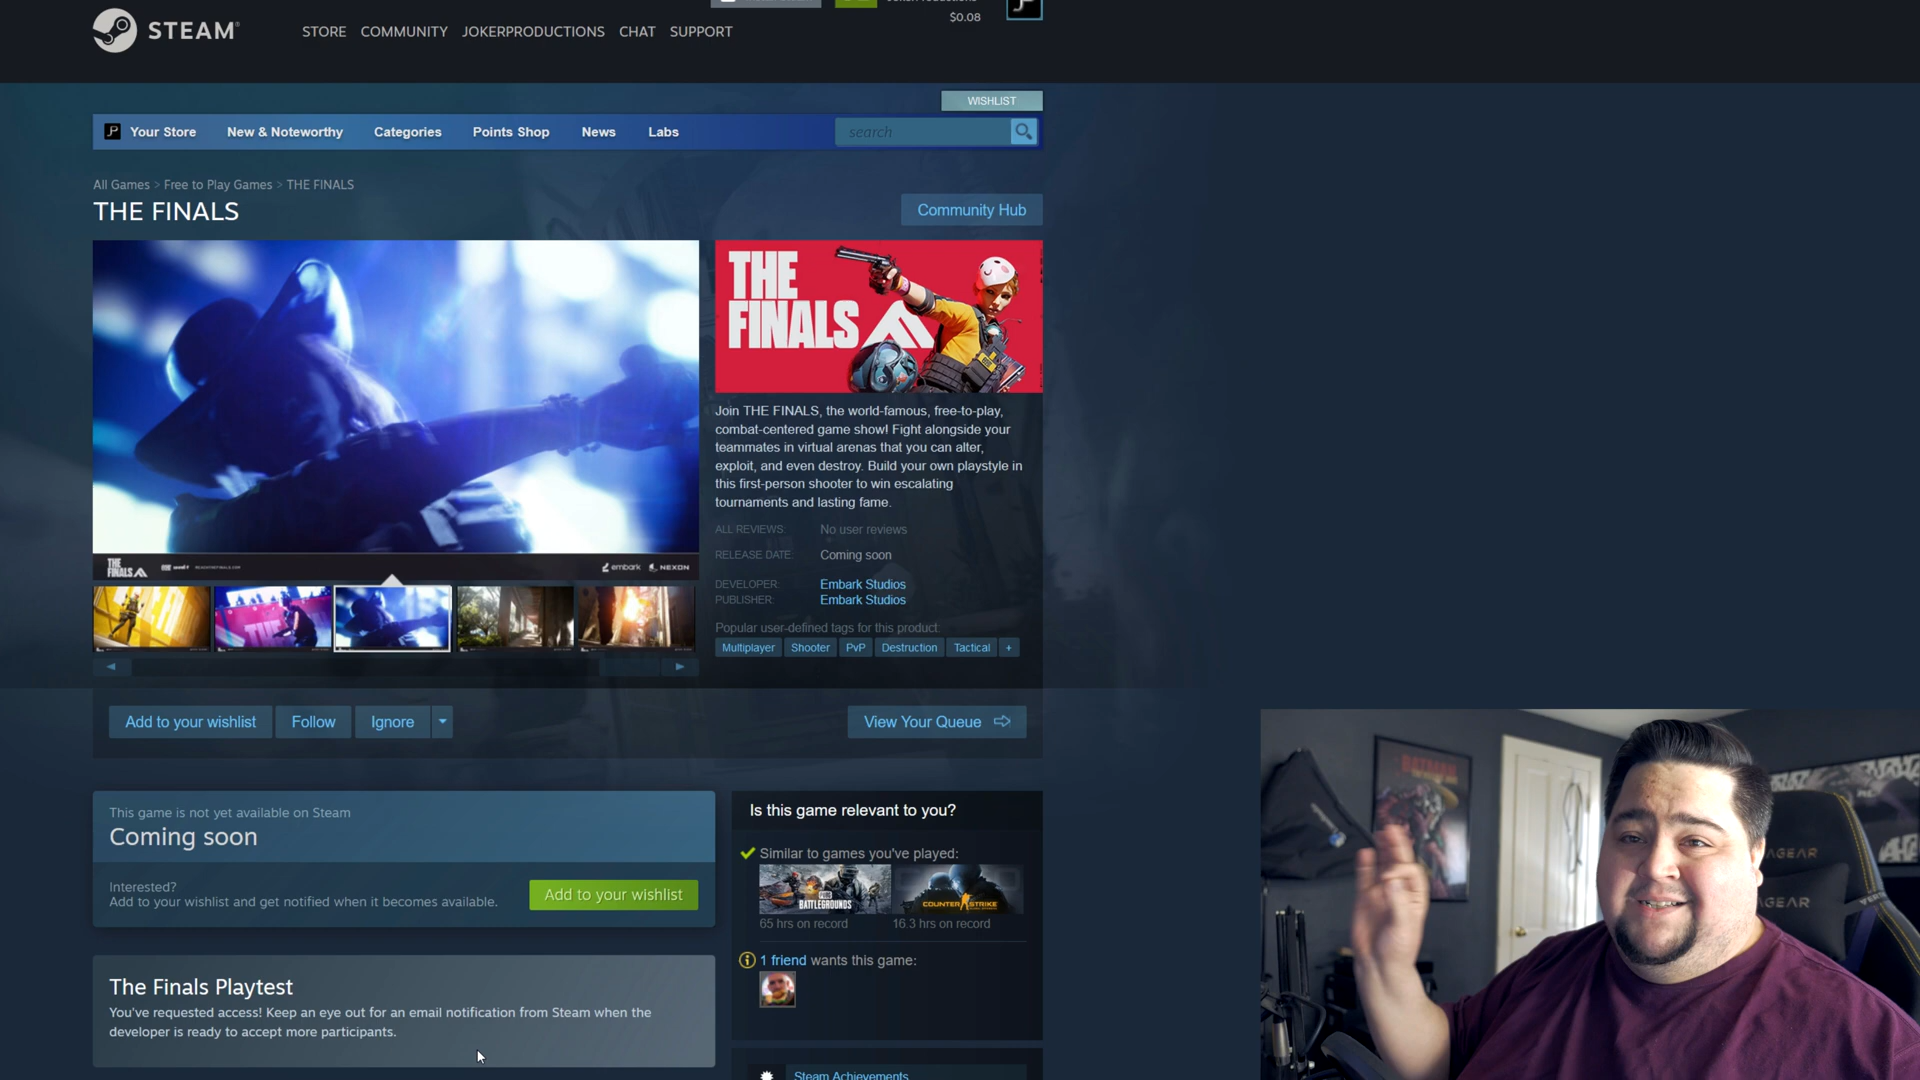 $0.08
STEAM
STORE COMMUNITY JOKERPRODUCTIONS CHAT SUPPORT
WISHLIST
Your Store New & Noteworthy Categories Points Shop News Labs
search
All Games > Free to Play Games > THE FINALS
THE FINALS
Community Hub
THE
FINALS
Join THE FINALS, the world-famous, free-to-play,
combat-centered game show! Fight alongside your
teammates in virtual arenas that you can alter,
exploit, and even destroy. Build your own playstyle in
this first-person shooter to win escalating
tournaments and lasting fame.
ALL REVIEWS: No user reviews
RELEASE DATE: Coming soon
DEVELOPER: Embark Studios
PUBLISHER: Embark Studios
Popular user-defined tags for this product:
Multiplayer Shooter PvP Destruction Tactical +
THE
FINALS
embark NEXON
Add to your wishlist Follow Ignore
View Your Queue
This game is not yet available on Steam
Coming soon
Interested?
Add to your wishlist and get notified when it becomes available.
Add to your wishlist
The Finals Playtest
You've requested access! Keep an eye out for an email notification from Steam when the
developer is ready to accept more participants.
Is this game relevant to you?
Similar to games you've played:
BATTLEGROUNDS
COUNTER STRIKE
65 hrs on record 16.3 hrs on record
1 friend wants this game:
Steam Achievements
BATMAN
AGEAR
GEAR